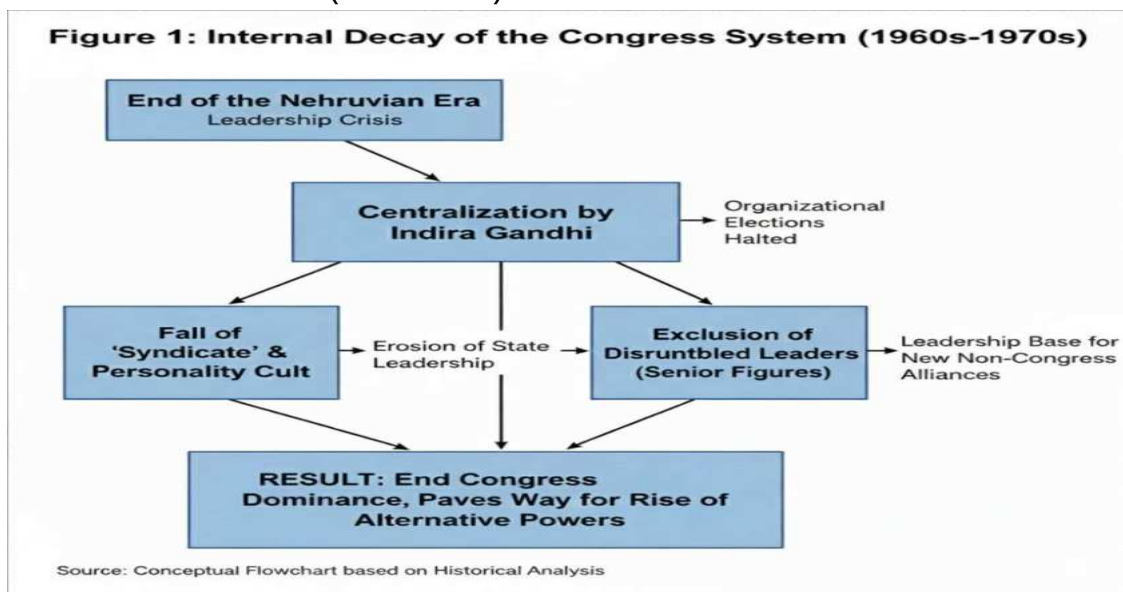 Figure 1: Internal Decay of the Congress System (1960s-1970s)
End of the Nehruvian Era
Leadership Crisis
Centralization by
Indira Gandhi
Organizational
Elections
Halted
Fall of
‘Syndicate’ &
Personality Cult
Erosion of State
Leadership
Exclusion of
Disruntbled Leaders
(Senior Figures)
Leadership Base for
New Non-Congress
Alliances
RESULT: End Congress
Dominance, Paves Way for Rise of
Alternative Powers
Source: Conceptual Flowchart based on Historical Analysis